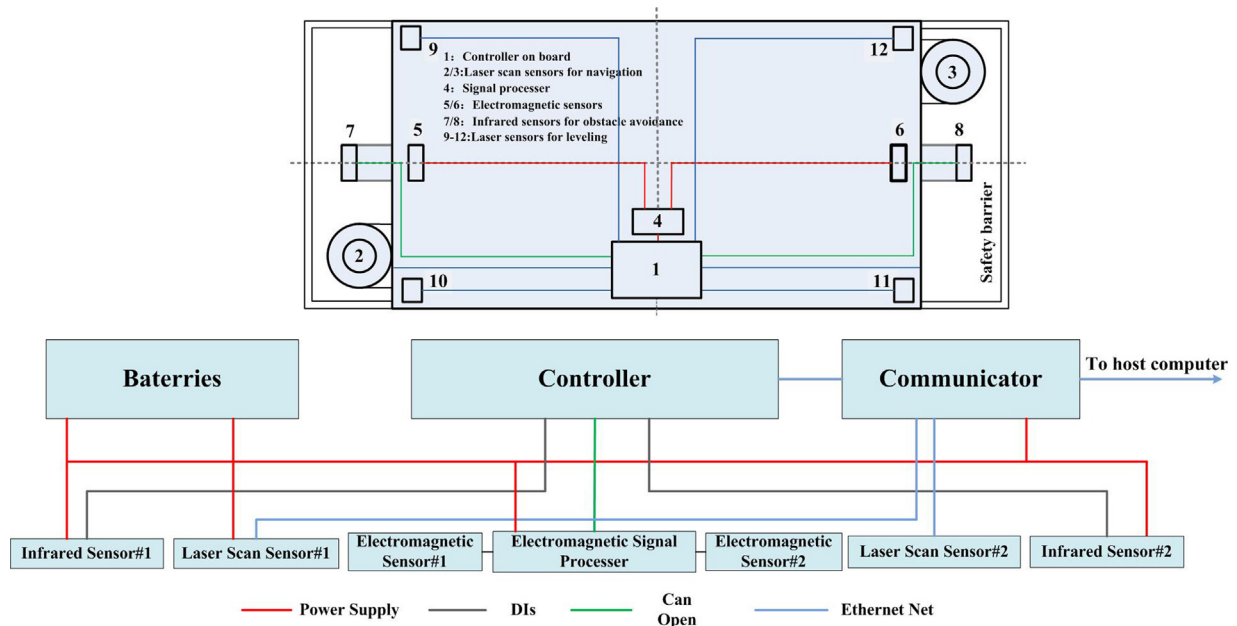 9
12
1： Controller on board
2/3:Laser scan sensors for navigation
4： Signal processer
5/6： Electromagnetic sensors
7/8： Infrared sensors for obstacle avoidance
9-12:Laser sensors for leveling
3
7
5
6
8
4
2
1
10
11
Safety barrier
Baterries
Controller
Communicator
To host computer
Infrared Sensor#1
Laser Scan Sensor#1
Electromagnetic
Sensor#1
Electromagnetic Signal
Processer
Electromagnetic
Sensor#2
Laser Scan Sensor#2
Infrared Sensor#2
Power Supply
DIs
Can
Open
Ethernet Net